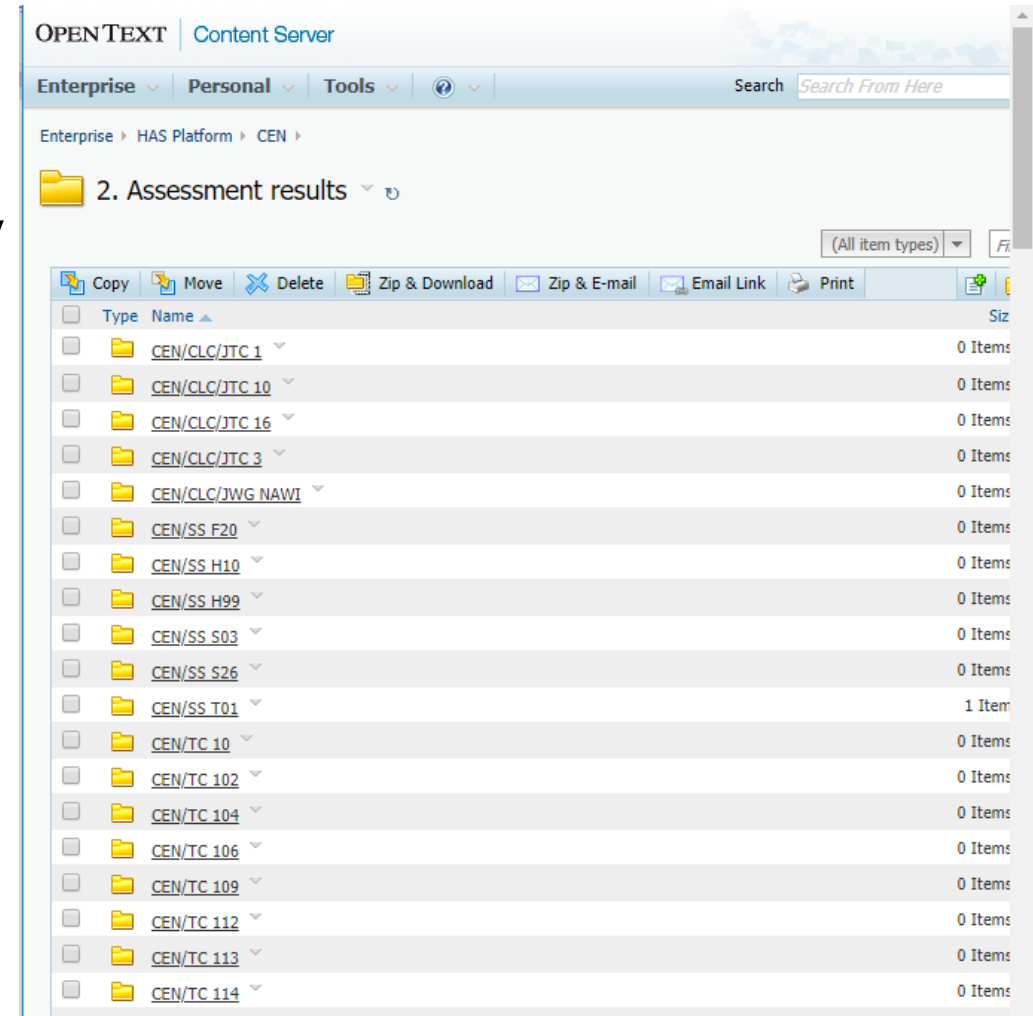 OPENTEXT | Content Server
Enterprise Personal Tools Search Search From Here
Enterprise HAS Platform CEN
2. Assessment results
(All item types)
Copy Move Delete Zip & Download Zip & E-mail Email Link Print
Type Name
CEN/CLC/JTC 1 0 Items
CEN/CLC/JTC 10 0 Items
CEN/CLC/JTC 16 0 Items
CEN/CLC/JTC 3 0 Items
CEN/CLC/JWG NAWI 0 Items
CEN/SS F20 0 Items
CEN/SS H10 0 Items
CEN/SS H99 0 Items
CEN/SS S03 0 Items
CEN/SS S26 0 Items
CEN/SS T01 1 Item
CEN/TC 10 0 Items
CEN/TC 102 0 Items
CEN/TC 104 0 Items
CEN/TC 106 0 Items
CEN/TC 109 0 Items
CEN/TC 112 0 Items
CEN/TC 113 0 Items
CEN/TC 114 0 Items